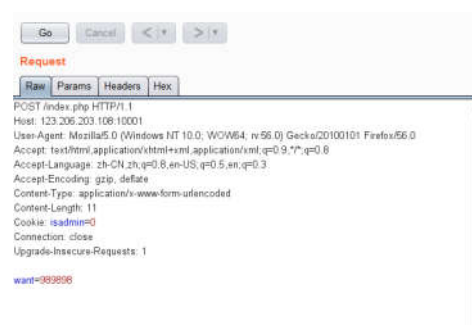 Go Cancel < >
Request
Raw Params Headers Hex
POST /index.php HTTP/1.1
Host: 123.206.203.108:10001
User-Agent: Mozilla/5.0 (Windows NT 10.0; WOW64; rv:56.0) Gecko/20100101 Firefox/56.0
Accept: text/html,application/xhtml+xml,application/xml;q=0.9,*/*;q=0.8
Accept-Language: zh-CN,zh;q=0.8,en-US;q=0.5,en;q=0.3
Accept-Encoding: gzip, deflate
Content-Type: application/x-www-form-urlencoded
Content-Length: 11
Cookie: isadmin=0
Connection: close
Upgrade-Insecure-Requests: 1
want=989898